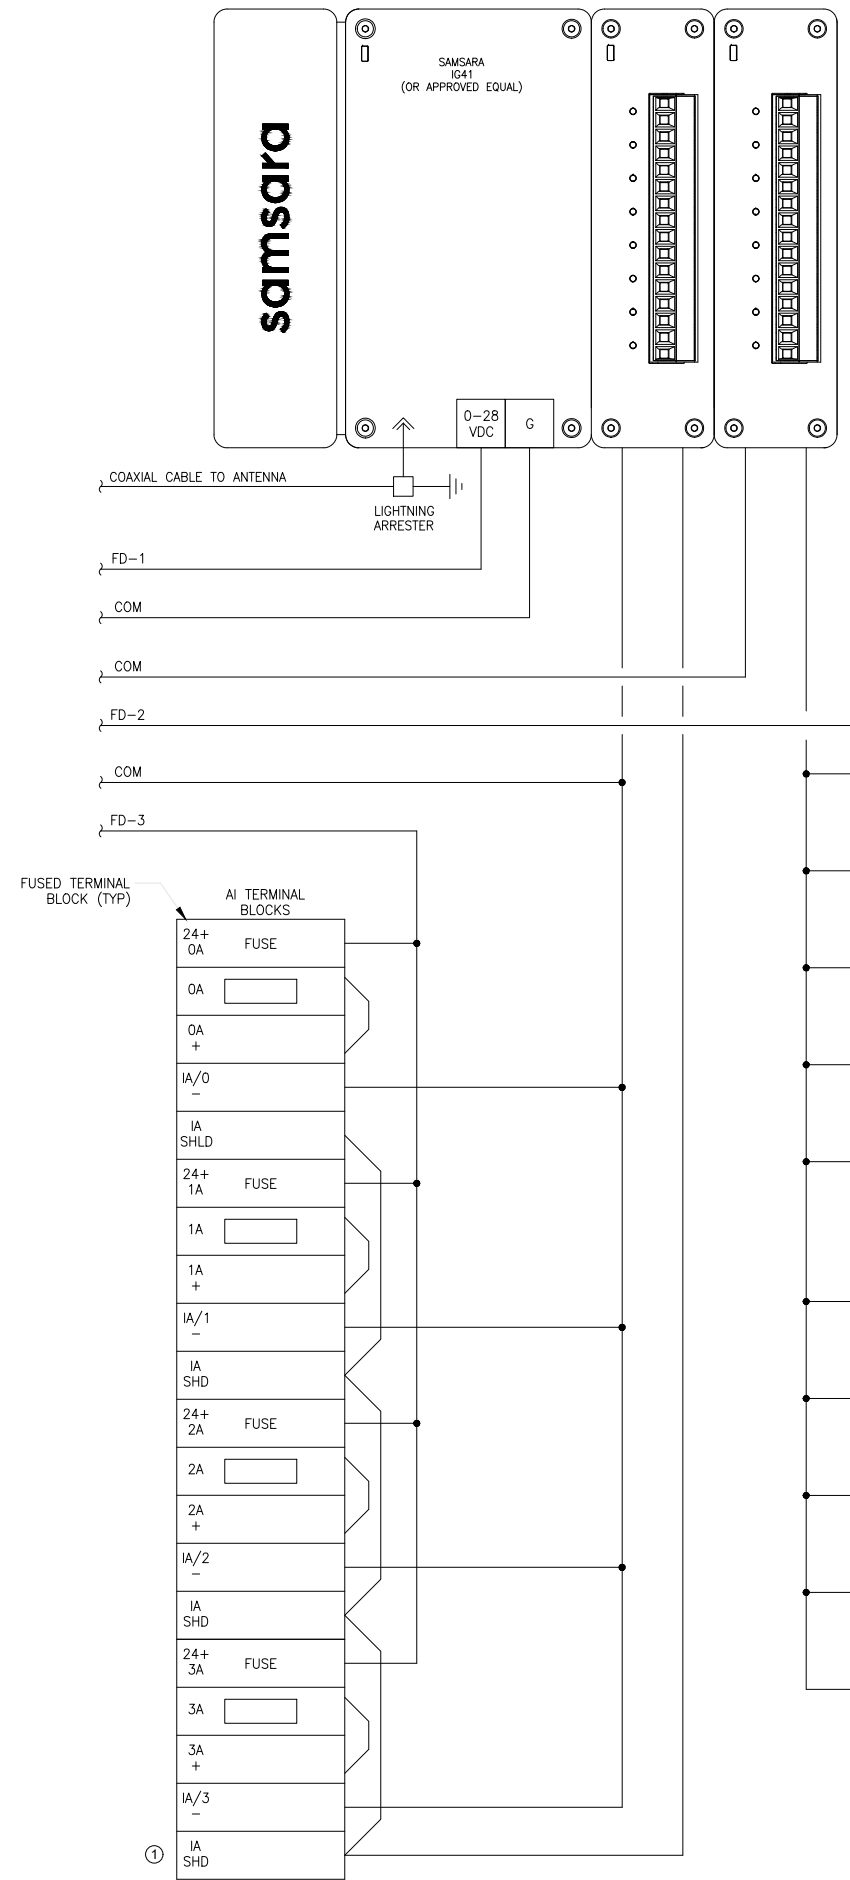 samsara
SAMSARA
IG41
(OR APPROVED EQUAL)
0-28
VDC
G
COAXIAL CABLE TO ANTENNA
LIGHTNING
ARRESTER
FD-1
COM
COM
FD-2
COM
FD-3
FUSED TERMINAL
BLOCK (TYP)
AI TERMINAL
BLOCKS
24+
0A
FUSE
0A
0A
+
IA/0
-
IA
SHLD
24+
1A
FUSE
1A
1A
+
IA/1
-
IA
SHD
24+
2A
FUSE
2A
2A
+
IA/2
-
IA
SHD
24+
3A
FUSE
3A
3A
+
IA/3
-
1
IA
SHD